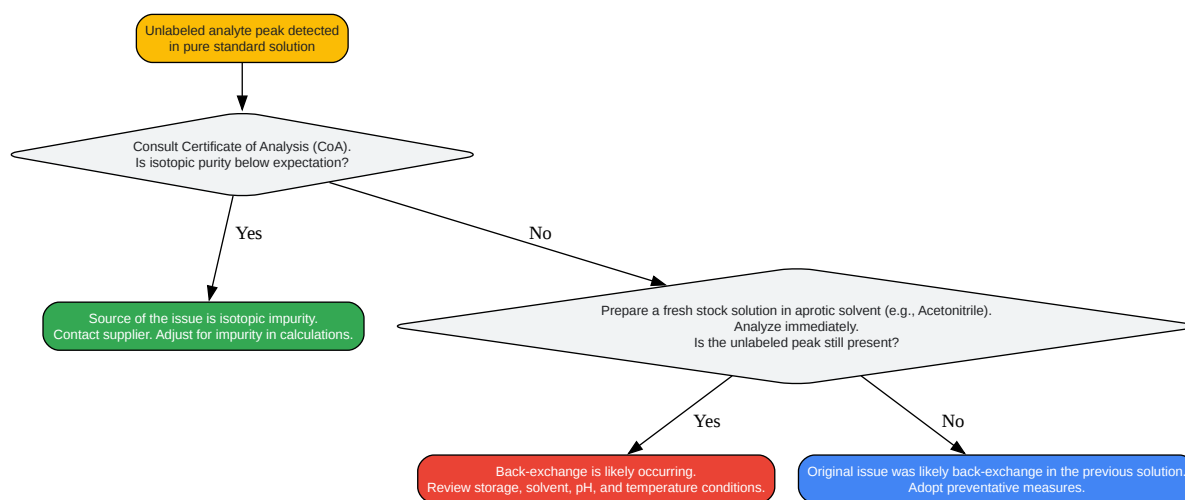 Unlabeled analyte peak detected
in pure standard solution
Consult Certificate of Analysis (CoA).
Is isotopic purity below expectation?
Yes
No
Source of the issue is isotopic impurity.
Contact supplier. Adjust for impurity in calculations.
Prepare a fresh stock solution in aprotic solvent (e.g., Acetonitrile).
Analyze immediately.
Is the unlabeled peak still present?
Yes
No
Back-exchange is likely occurring.
Review storage, solvent, pH, and temperature conditions.
Original issue was likely back-exchange in the previous solution.
Adopt preventative measures.